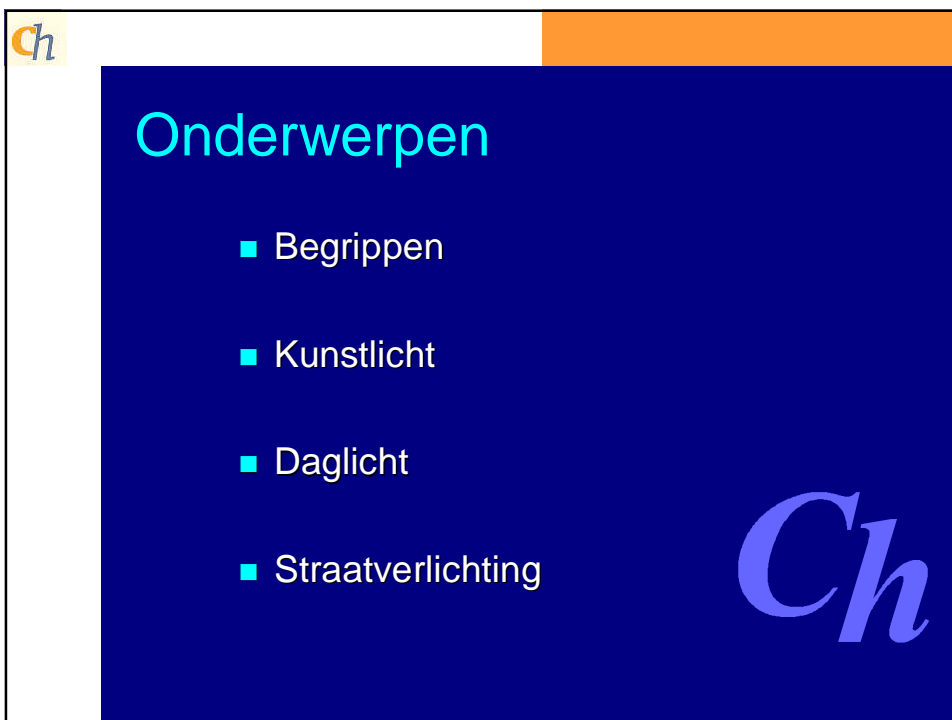 Ch
Onderwerpen
Begrippen
Kunstlicht
Daglicht
Straatverlichting
Ch